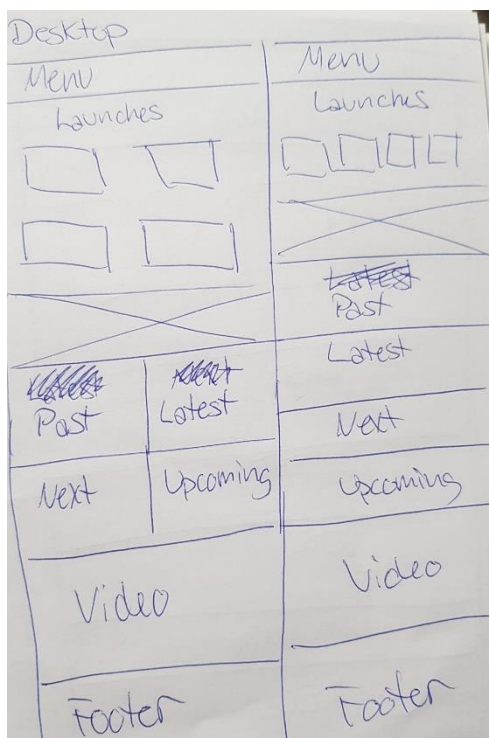 Desktop
Menu
Launches
Past
Latest
Next
Upcoming
Video
Footer
Menu
Launches
Latest
Past
Latest
Next
Upcoming
Video
Footer